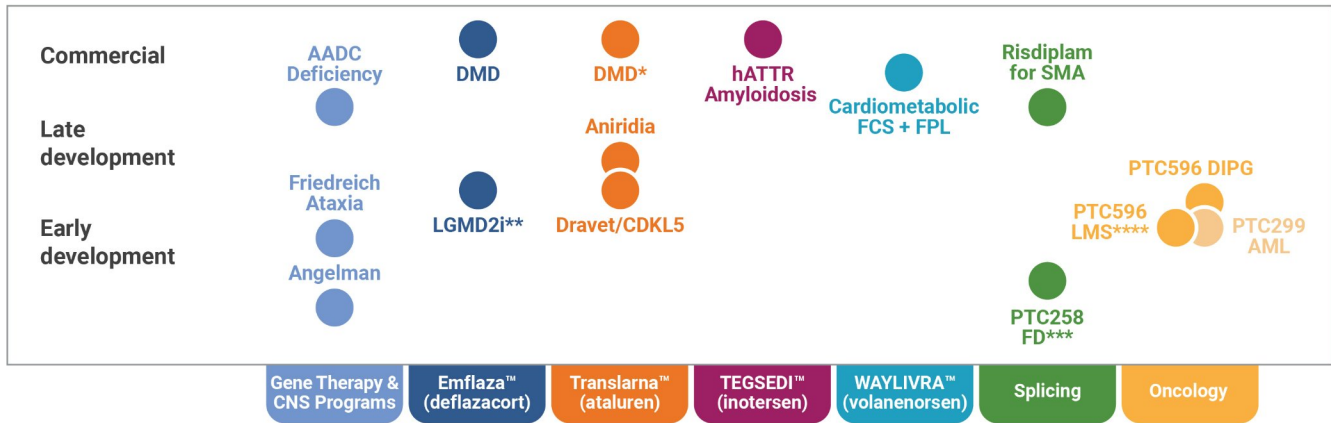 Commercial
Late
development
Early
development
AADC
Deficiency
Friedreich
Ataxia
Angelman
DMD
LGMD2i**
DMD*
Aniridia
Dravet/CDKL5
hATTR
Amyloidosis
Cardiometabolic
FCS + FPL
Risdiplam
for SMA
PTC258
FD***
PTC596 DIPG
PTC596
LMS****
PTC299
AML
Gene Therapy &
CNS Programs
Emflaza™
(deflazacort)
Translarna™
(ataluren)
TEGSEDI™
(inotersen)
WAYLIVRA™
(volanenorsen)
Splicing
Oncology